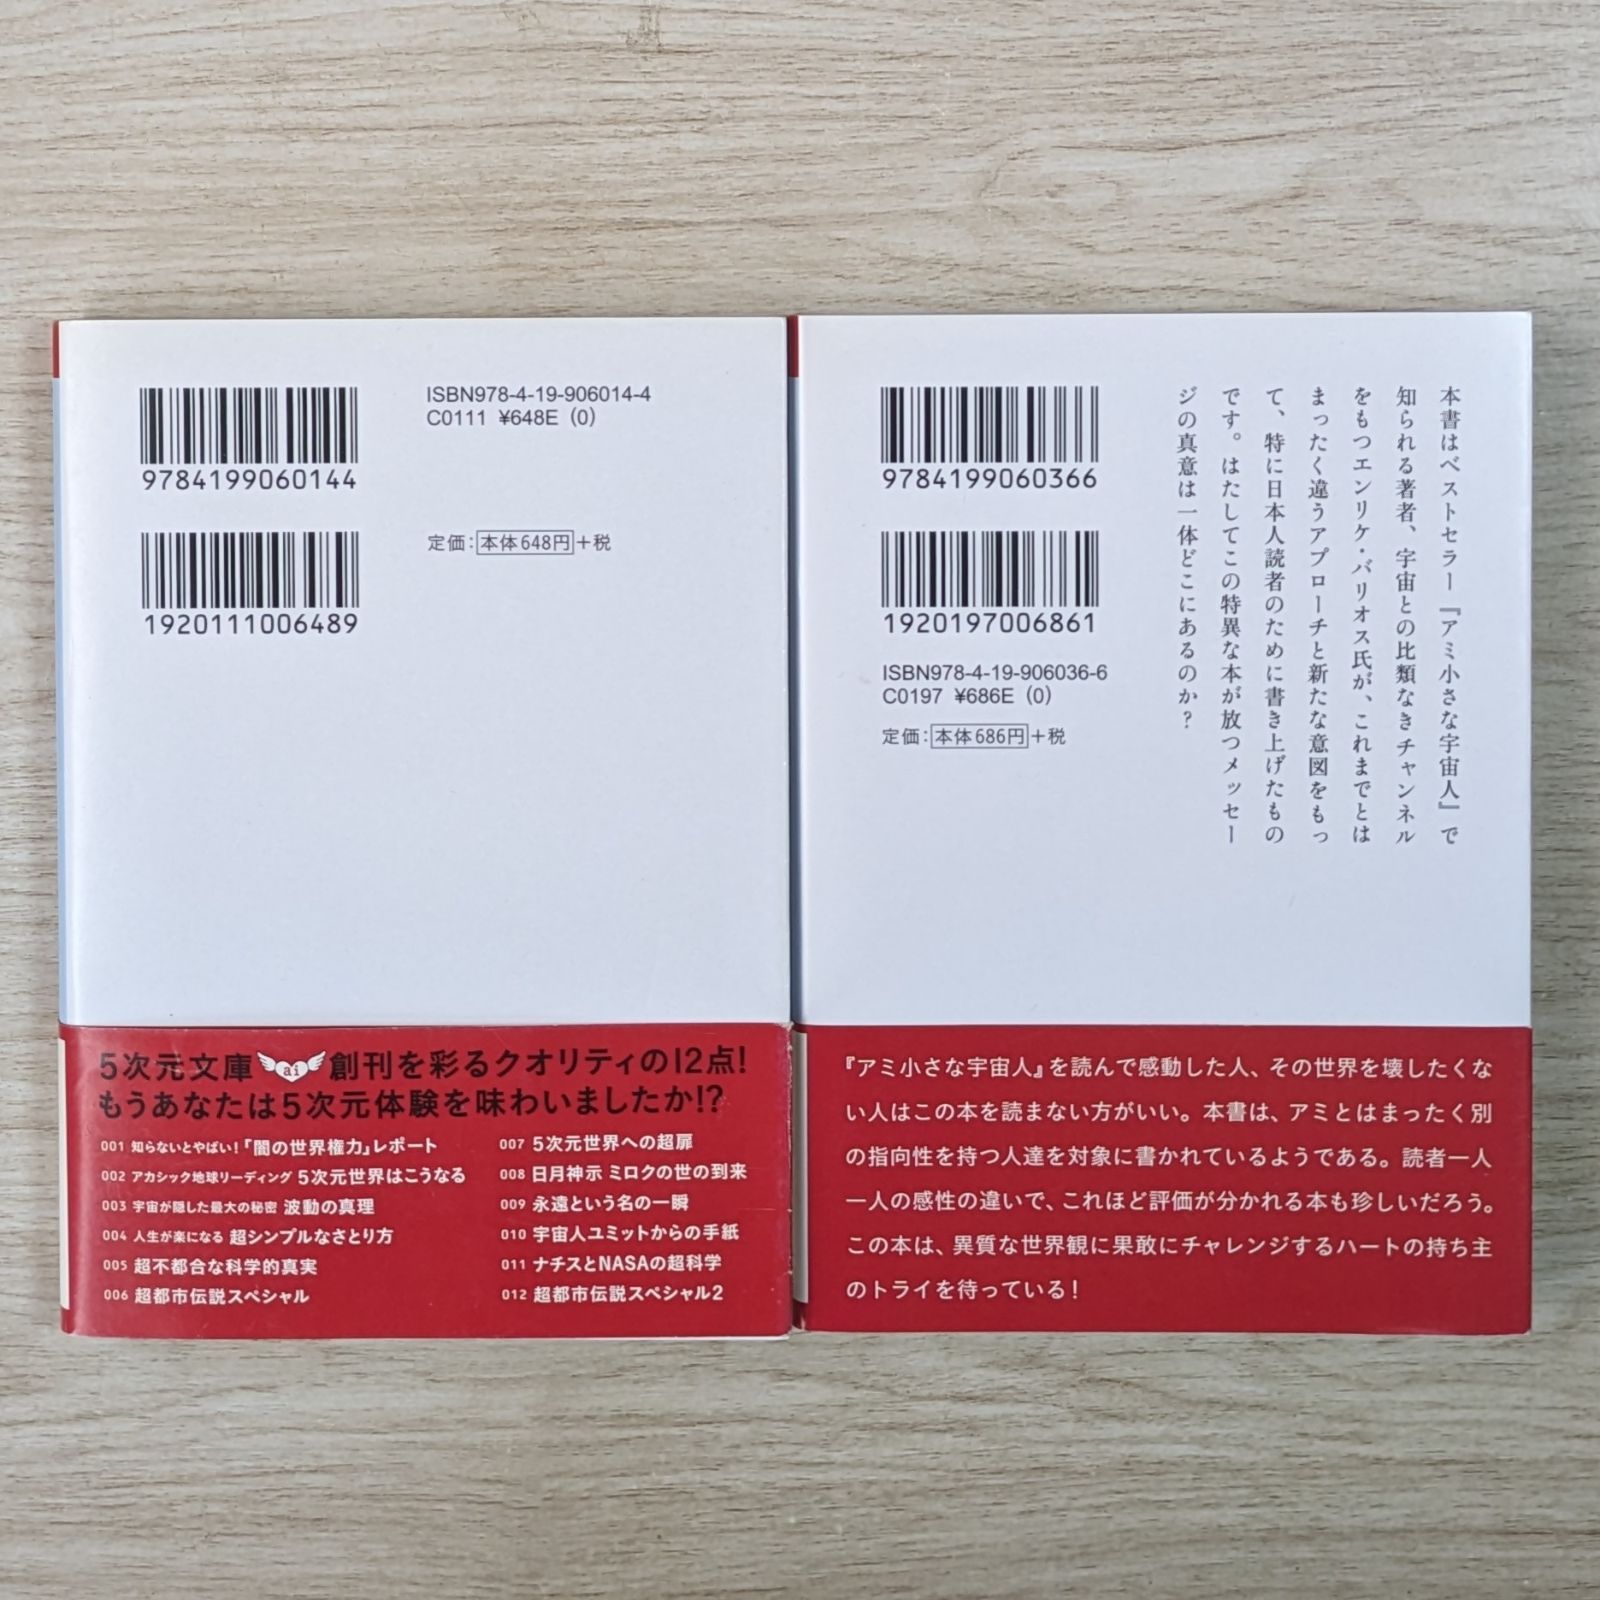 9784199060144
ISBN978-4-19-906014-4
C0111 ¥648E (0)
1920111006489
定価：本体648円＋税
5次元文庫 ai 創刊を彩るクオリティの12点！
もうあなたは5次元体験を味わいましたか!?
001 知らないとやばい！「闇の世界権力」レポート
002 アカシック地球リーディング 5次元世界はこうなる
003 宇宙が隠した最大の秘密 波動の真理
004 人生が楽になる 超シンプルなさとり方
005 超不都合な科学的真実
006 超都市伝説スペシャル
007 5次元世界への超扉
008 日月神示 ミロクの世の到来
009 永遠という名の一瞬
010 宇宙人ユミットからの手紙
011 ナチスとNASAの超科学
012 超都市伝説スペシャル2
9784199060366
1920197006861
ISBN978-4-19-906036-6
C0197 ¥686E (0)
定価：本体686円＋税
本書はベストセラー『アミ小さな宇宙人』で
知られる著者、宇宙との比類なきチャンネル
をもつエンリケ・バリオス氏が、これまでとは
まったく違うアプローチと新たな意図をもっ
て、特に日本人読者のために書き上げたもの
です。はたしてこの特異な本が放つメッセー
ジの真意は一体どこにあるのか？
『アミ小さな宇宙人』を読んで感動した人、その世界を壊したくな
い人はこの本を読まない方がいい。本書は、アミとはまったく別
の指向性を持つ人達を対象に書かれているようである。読者一人
一人の感性の違いで、これほど評価が分かれる本も珍しいだろう。
この本は、異質な世界観に果敢にチャレンジするハートの持ち主
のトライを待っている！